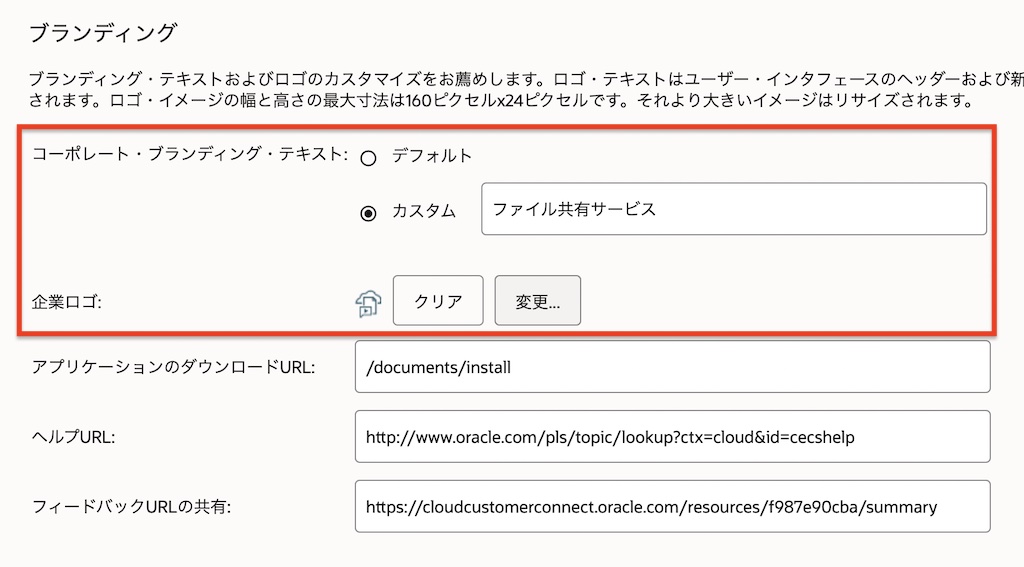 ブランディング
ブランディング・テキストおよびロゴのカスタマイズをお薦めします。ロゴ・テキストはユーザー・インタフェースのヘッダーおよび新
されます。ロゴ・イメージの幅と高さの最大寸法は160ピクセルx24ピクセルです。それより大きいイメージはリサイズされます。
コーポレート・ブランディング・テキスト: デフォルト
カスタム ファイル共有サービス
企業ロゴ: クリア 変更...
アプリケーションのダウンロードURL: /documents/install
ヘルプURL: http://www.oracle.com/pls/topic/lookup?ctx=cloud&id=cecshelp
フィードバックURLの共有: https://cloudcustomerconnect.oracle.com/resources/f987e90cba/summary